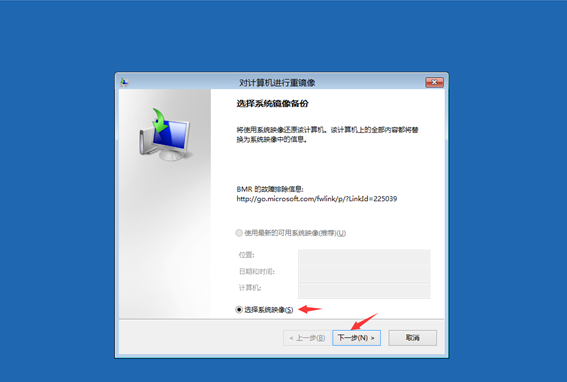 对计算机进行重镜像
选择系统镜像备份
将使用系统映像还原该计算机。该计算机上的全部内容都将替
换为系统映像中的信息。
BMR 的故障排除信息:
http://go.microsoft.com/fwlink/p/?LinkId=225039
使用最新的可用系统映像(推荐)(U)
位置:
日期和时间:
计算机:
选择系统映像(S)
< 上一步(B) 下一步(N) > 取消